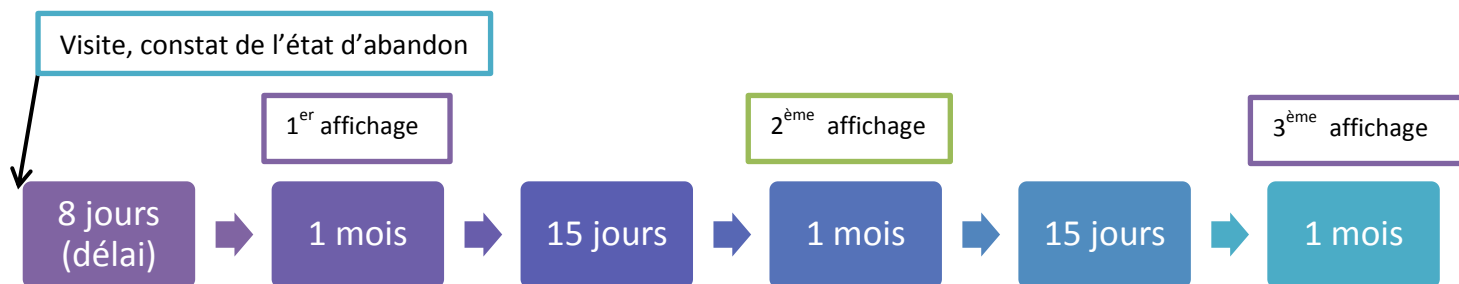 Visite, constat de l’état d’abandon
1er affichage
2ème affichage
3ème affichage
8 jours
(délai)
1 mois
15 jours
1 mois
15 jours
1 mois